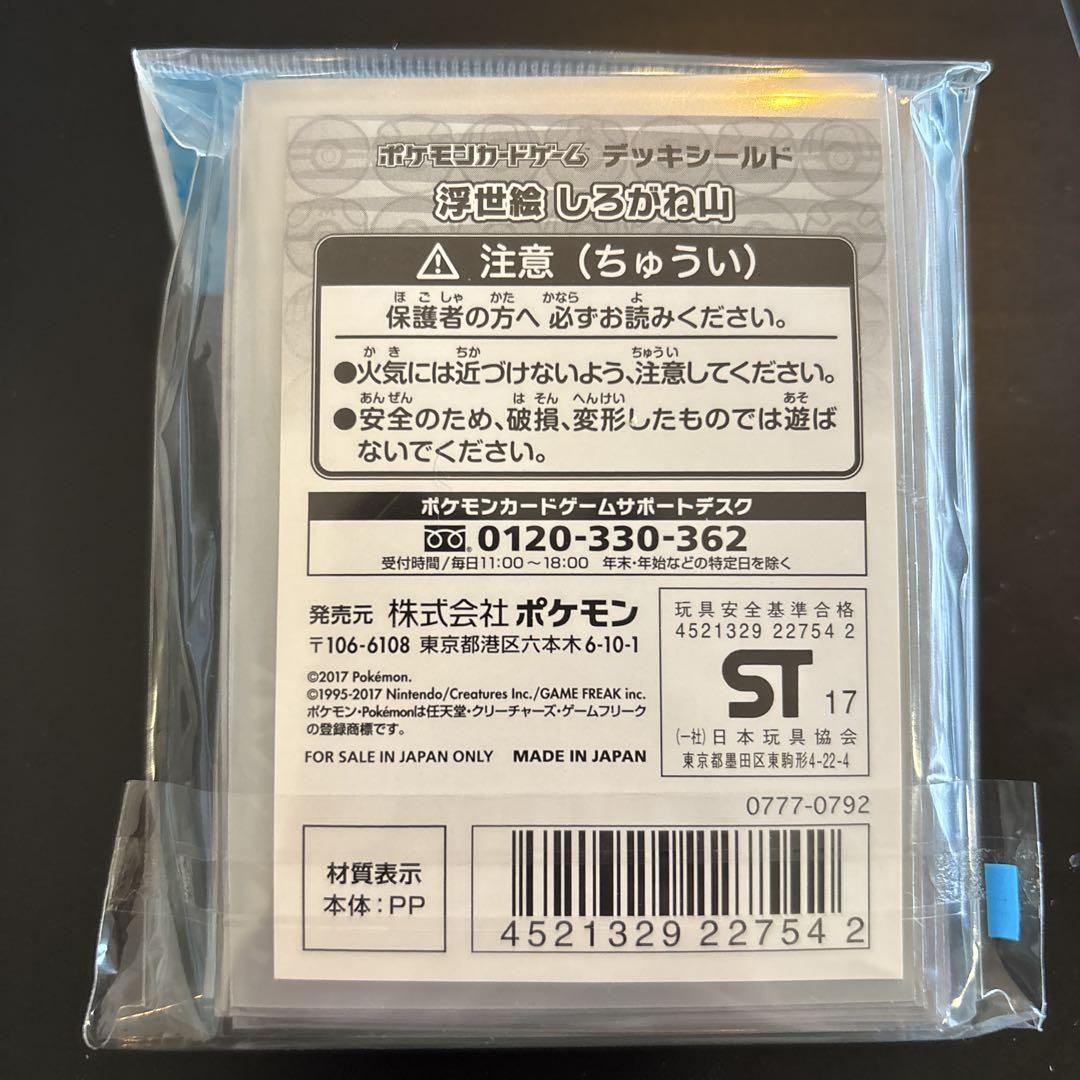 ポケモンカードゲーム デッキシールド
浮世絵 しろがね山
⚠ 注意（ちゅうい）
ほごしゃ かた かなら よ
保護者の方へ 必ずお読みください。
かき ちか ちゅうい
●火気には近づけないよう、注意してください。
あんぜん はそん へんけい あそ
●安全のため、破損、変形したものでは遊ば
ないでください。
ポケモンカードゲームサポートデスク
0120-330-362
受付時間/毎日11:00～18:00 年末・年始などの特定日を除く
発売元 株式会社 ポケモン
〒106-6108 東京都港区六本木6-10-1
©2017 Pokémon.
©1995-2017 Nintendo/Creatures Inc./GAME FREAK inc.
ポケモン・Pokémonは任天堂・クリーチャーズ・ゲームフリーク
の登録商標です。
FOR SALE IN JAPAN ONLY MADE IN JAPAN
玩具安全基準合格
4521329 22754 2
ST 17
(一社)日本玩具協会
東京都墨田区東駒形4-22-4
0777-0792
材質表示
本体：PP
4521329 22754 2